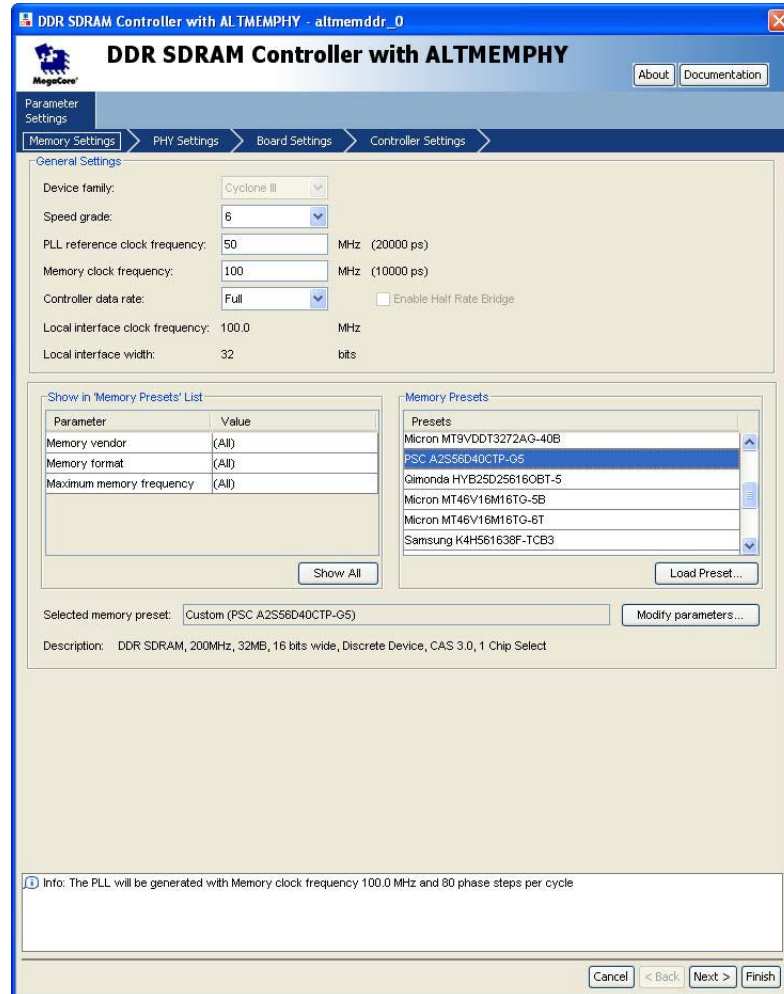 DDR SDRAM Controller with ALTMEMPHY - altmemddr_0
MegaCore®
DDR SDRAM Controller with ALTMEMPHY
About Documentation
Parameter
Settings
Memory Settings PHY Settings Board Settings Controller Settings
General Settings
Device family: Cyclone III
Speed grade: 6
PLL reference clock frequency: 50 MHz (20000 ps)
Memory clock frequency: 100 MHz (10000 ps)
Controller data rate: Full Enable Half Rate Bridge
Local interface clock frequency: 100.0 MHz
Local interface width: 32 bits
Show in 'Memory Presets' List
Parameter Value
Memory vendor (All)
Memory format (All)
Maximum memory frequency (All)
Show All
Memory Presets
Presets
Micron MT9VDDT3272AG-40B
PSC A2S56D40CTP-G5
Qimonda HYB25D25616OBT-5
Micron MT46V16M16TG-5B
Micron MT46V16M16TG-6T
Samsung K4H561638F-TCB3
Load Preset...
Selected memory preset: Custom (PSC A2S56D40CTP-G5) Modify parameters...
Description: DDR SDRAM, 200MHz, 32MB, 16 bits wide, Discrete Device, CAS 3.0, 1 Chip Select
Info: The PLL will be generated with Memory clock frequency 100.0 MHz and 80 phase steps per cycle
Cancel < Back Next > Finish